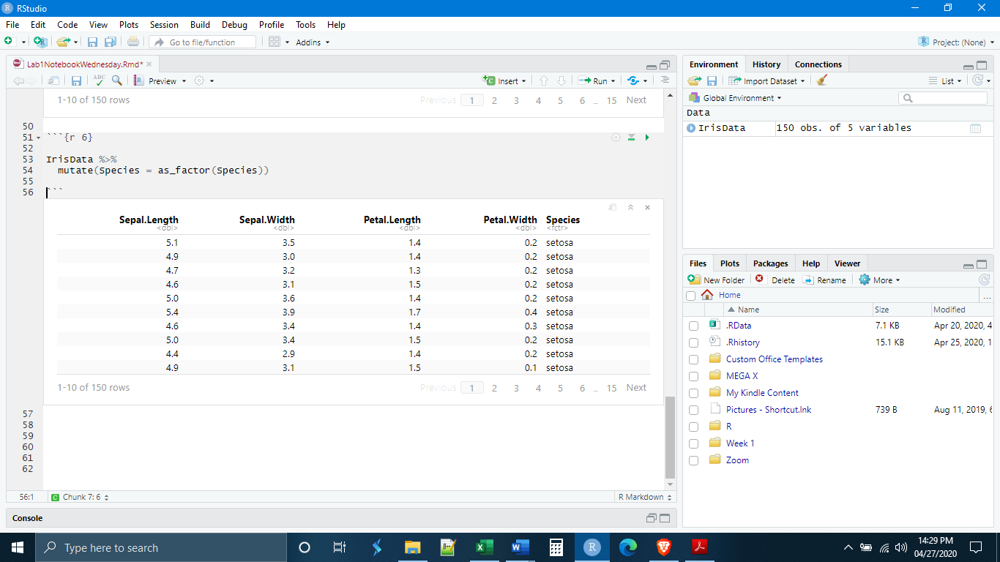 RStudio
File Edit Code View Plots Session Build Debug Profile Tools Help
Go to file/function Addins Project: (None)
Lab1NotebookWednesday.Rmd*
ABC Preview Insert Run
1-10 of 150 rows Previous 1 2 3 4 5 6 ... 15 Next
50
51 ```{r 6}
52
53 IrisData %>%
54 mutate(Species = as_factor(Species))
55
56 ```
Sepal.Length Sepal.Width Petal.Length Petal.Width Species
<dbl> <dbl> <dbl> <dbl> <fctr>
5.1 3.5 1.4 0.2 setosa
4.9 3.0 1.4 0.2 setosa
4.7 3.2 1.3 0.2 setosa
4.6 3.1 1.5 0.2 setosa
5.0 3.6 1.4 0.2 setosa
5.4 3.9 1.7 0.4 setosa
4.6 3.4 1.4 0.3 setosa
5.0 3.4 1.5 0.2 setosa
4.4 2.9 1.4 0.2 setosa
4.9 3.1 1.5 0.1 setosa
1-10 of 150 rows Previous 1 2 3 4 5 6 ... 15 Next
57
58
59
60
61
62
56:1 C Chunk 7: 6 R Markdown
Console
Environment History Connections
Import Dataset List
Global Environment
Data
IrisData 150 obs. of 5 variables
Files Plots Packages Help Viewer
New Folder Delete Rename More
Home ...
Name Size Modified
.RData 7.1 KB Apr 20, 2020, 4
.Rhistory 15.1 KB Apr 25, 2020, 1
Custom Office Templates
MEGA X
My Kindle Content
Pictures - Shortcut.lnk 739 B Aug 11, 2019, 6
R
Week 1
Zoom
Type here to search
14:29 PM
04/27/2020